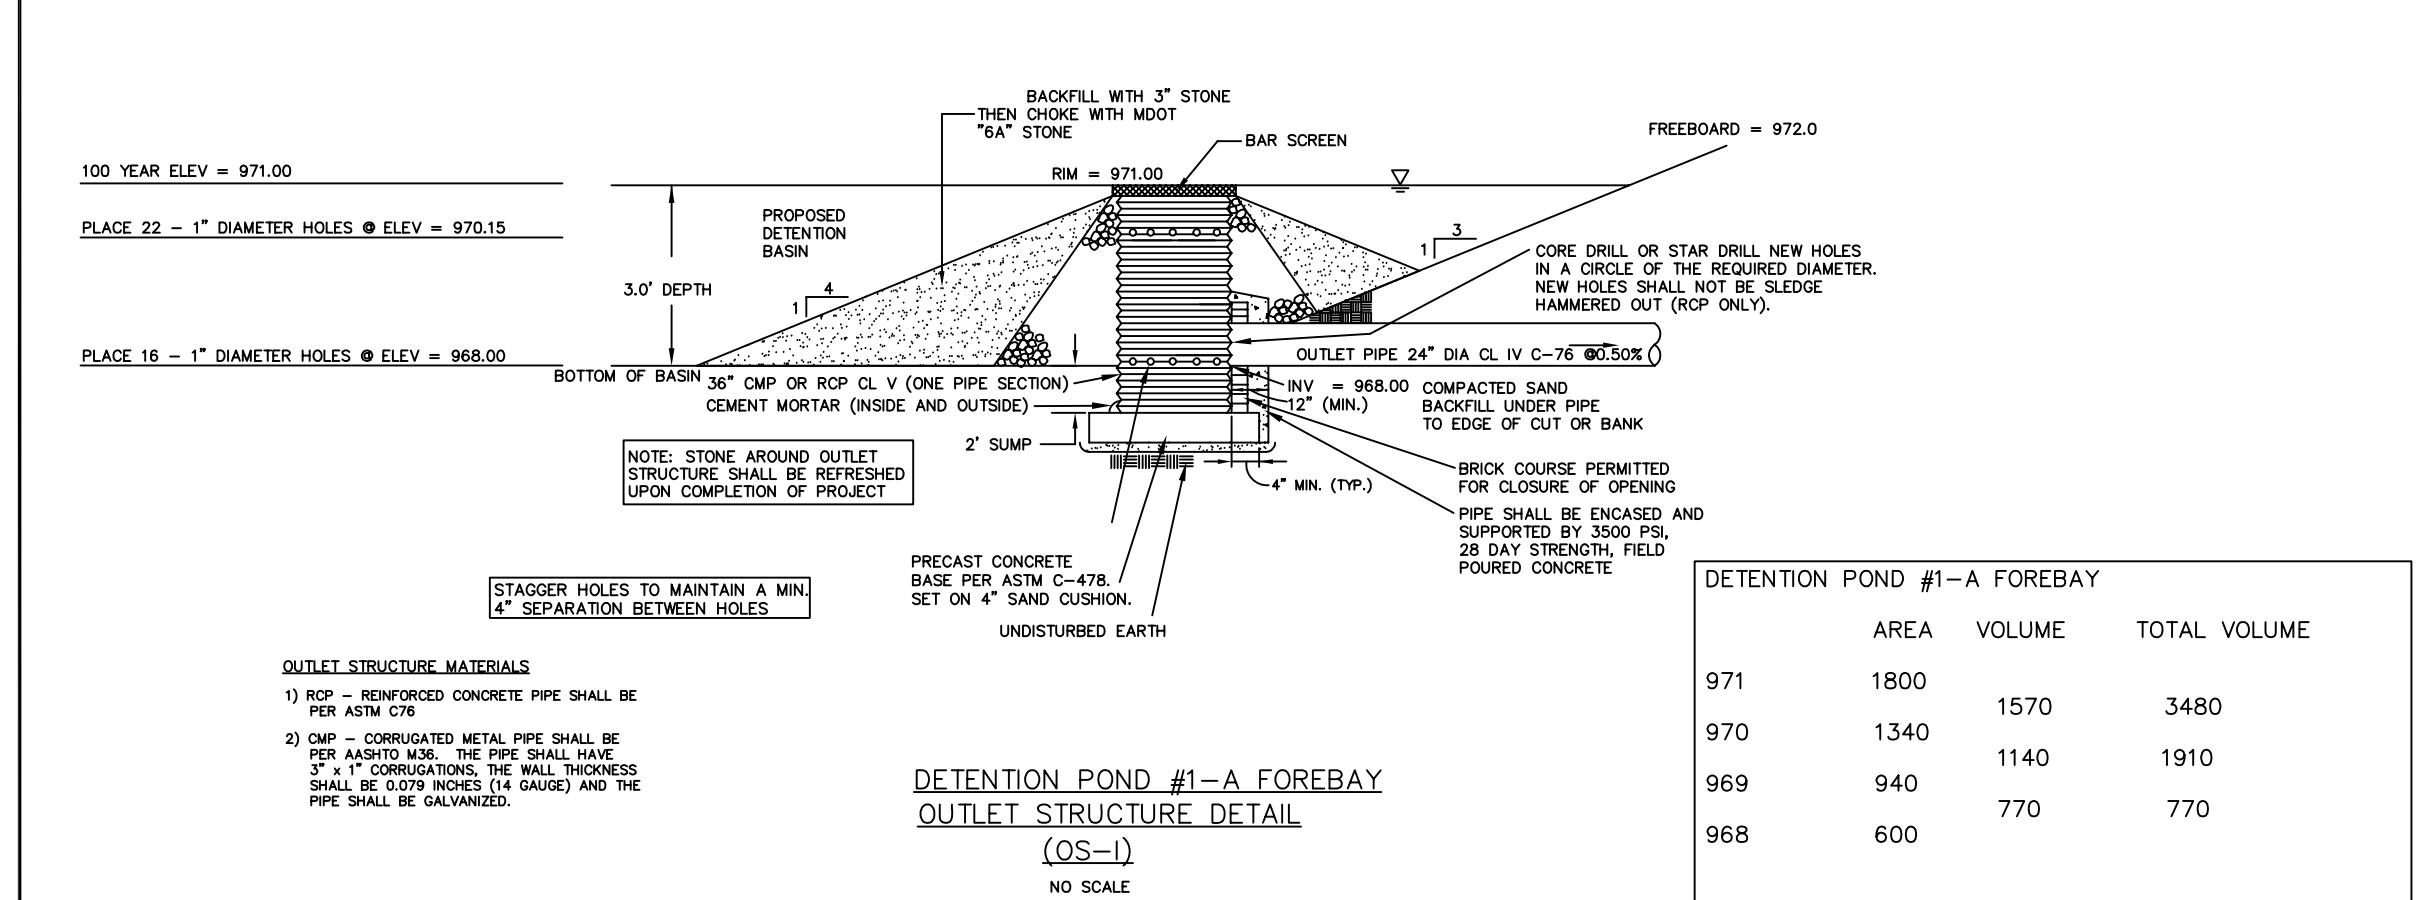 BACKFILL WITH 3" STONE
THEN CHOKE WITH MDOT
"6A" STONE
BAR SCREEN
FREEBOARD = 972.0
100 YEAR ELEV = 971.00
RIM = 971.00
PLACE 22 - 1" DIAMETER HOLES @ ELEV = 970.15
PROPOSED
DETENTION
BASIN
3
1
CORE DRILL OR STAR DRILL NEW HOLES
IN A CIRCLE OF THE REQUIRED DIAMETER.
NEW HOLES SHALL NOT BE SLEDGE
HAMMERED OUT (RCP ONLY).
3.0' DEPTH
4
1
PLACE 16 - 1" DIAMETER HOLES @ ELEV = 968.00
OUTLET PIPE 24" DIA CL IV C-76 @0.50%
BOTTOM OF BASIN
36" CMP OR RCP CL V (ONE PIPE SECTION)
CEMENT MORTAR (INSIDE AND OUTSIDE)
INV = 968.00
12" (MIN.)
COMPACTED SAND
BACKFILL UNDER PIPE
TO EDGE OF CUT OR BANK
2' SUMP
NOTE: STONE AROUND OUTLET
STRUCTURE SHALL BE REFRESHED
UPON COMPLETION OF PROJECT
4" MIN. (TYP.)
BRICK COURSE PERMITTED
FOR CLOSURE OF OPENING
PIPE SHALL BE ENCASED AND
SUPPORTED BY 3500 PSI,
28 DAY STRENGTH, FIELD
POURED CONCRETE
PRECAST CONCRETE
BASE PER ASTM C-478.
SET ON 4" SAND CUSHION.
UNDISTURBED EARTH
STAGGER HOLES TO MAINTAIN A MIN.
4" SEPARATION BETWEEN HOLES
OUTLET STRUCTURE MATERIALS
1) RCP - REINFORCED CONCRETE PIPE SHALL BE
PER ASTM C76
2) CMP - CORRUGATED METAL PIPE SHALL BE
PER AASHTO M36. THE PIPE SHALL HAVE
3" x 1" CORRUGATIONS, THE WALL THICKNESS
SHALL BE 0.079 INCHES (14 GAUGE) AND THE
PIPE SHALL BE GALVANIZED.
DETENTION POND #1-A FOREBAY
OUTLET STRUCTURE DETAIL
(OS-1)
NO SCALE
DETENTION POND #1-A FOREBAY
AREA VOLUME TOTAL VOLUME
971 1800
1570 3480
970 1340
1140 1910
969 940
770 770
968 600